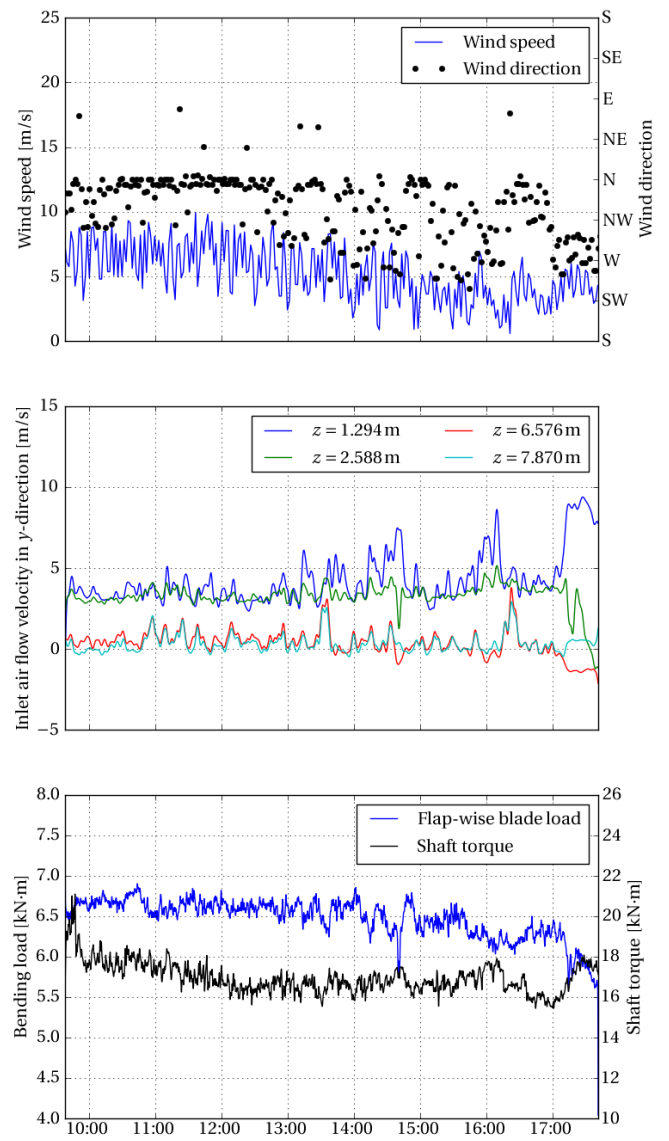 25
20
15
10
5
0
Wind speed [m/s]
Wind speed
Wind direction
S
SE
E
NE
N
NW
W
SW
S
Wind direction
15
10
5
0
−5
Inlet air flow velocity in y-direction [m/s]
z = 1.294 m
z = 2.588 m
z = 6.576 m
z = 7.870 m
8.0
7.5
7.0
6.5
6.0
5.5
5.0
4.5
4.0
Bending load [kN·m]
Flap-wise blade load
Shaft torque
26
24
22
20
18
16
14
12
10
Shaft torque [kN·m]
10:00 11:00 12:00 13:00 14:00 15:00 16:00 17:00